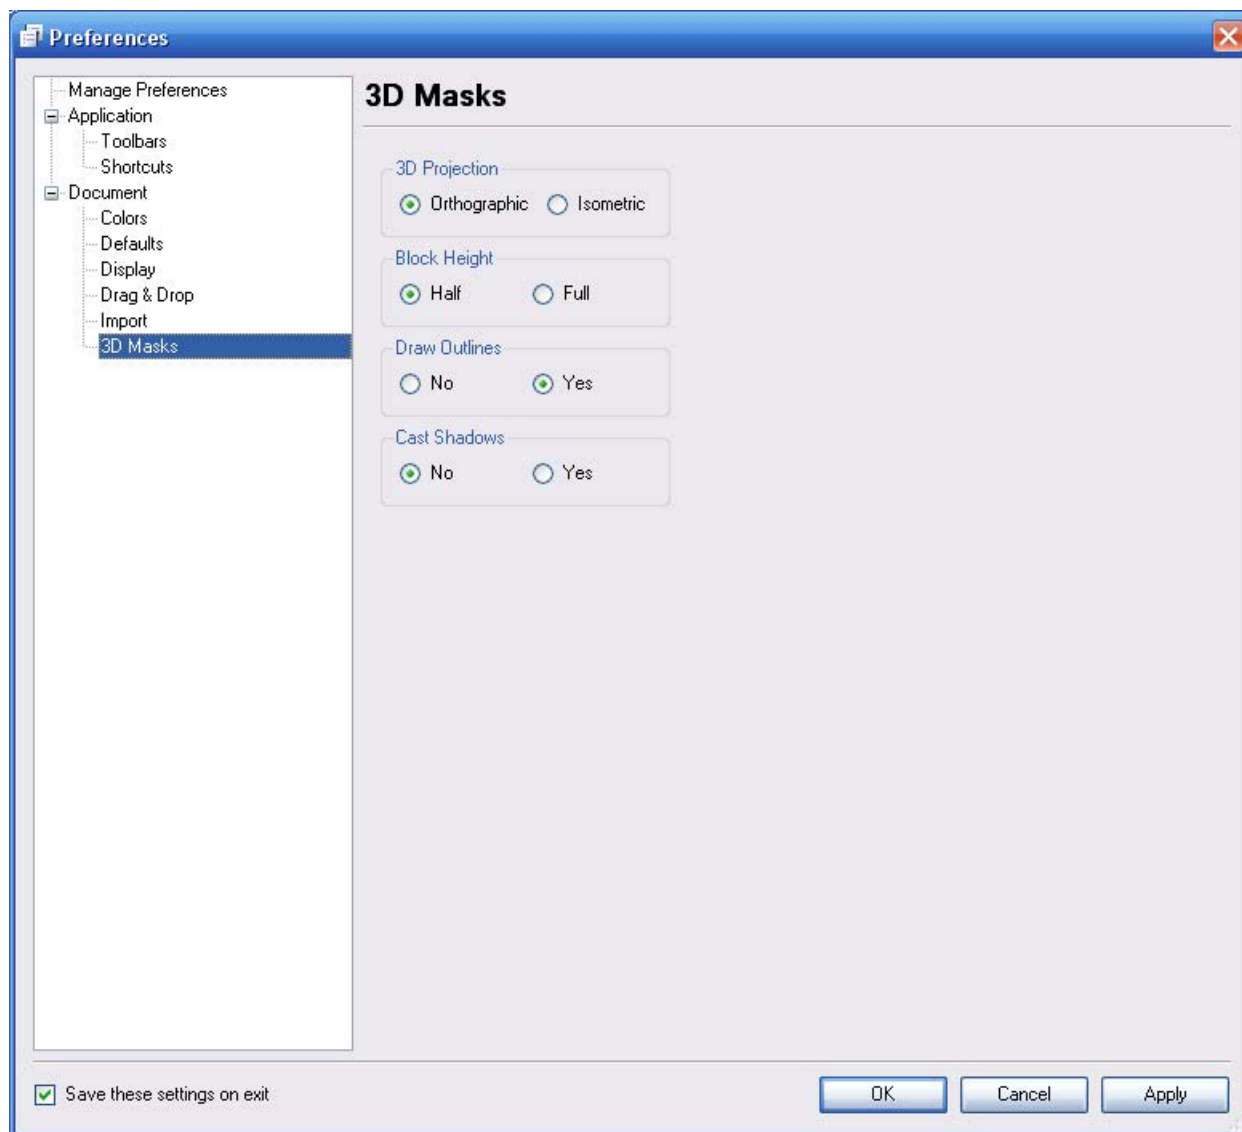 Preferences
Manage Preferences
Application
Toolbars
Shortcuts
Document
Colors
Defaults
Display
Drag & Drop
Import
3D Masks
3D Masks
3D Projection
Orthographic Isometric
Block Height
Half Full
Draw Outlines
No Yes
Cast Shadows
No Yes
Save these settings on exit
OK Cancel Apply